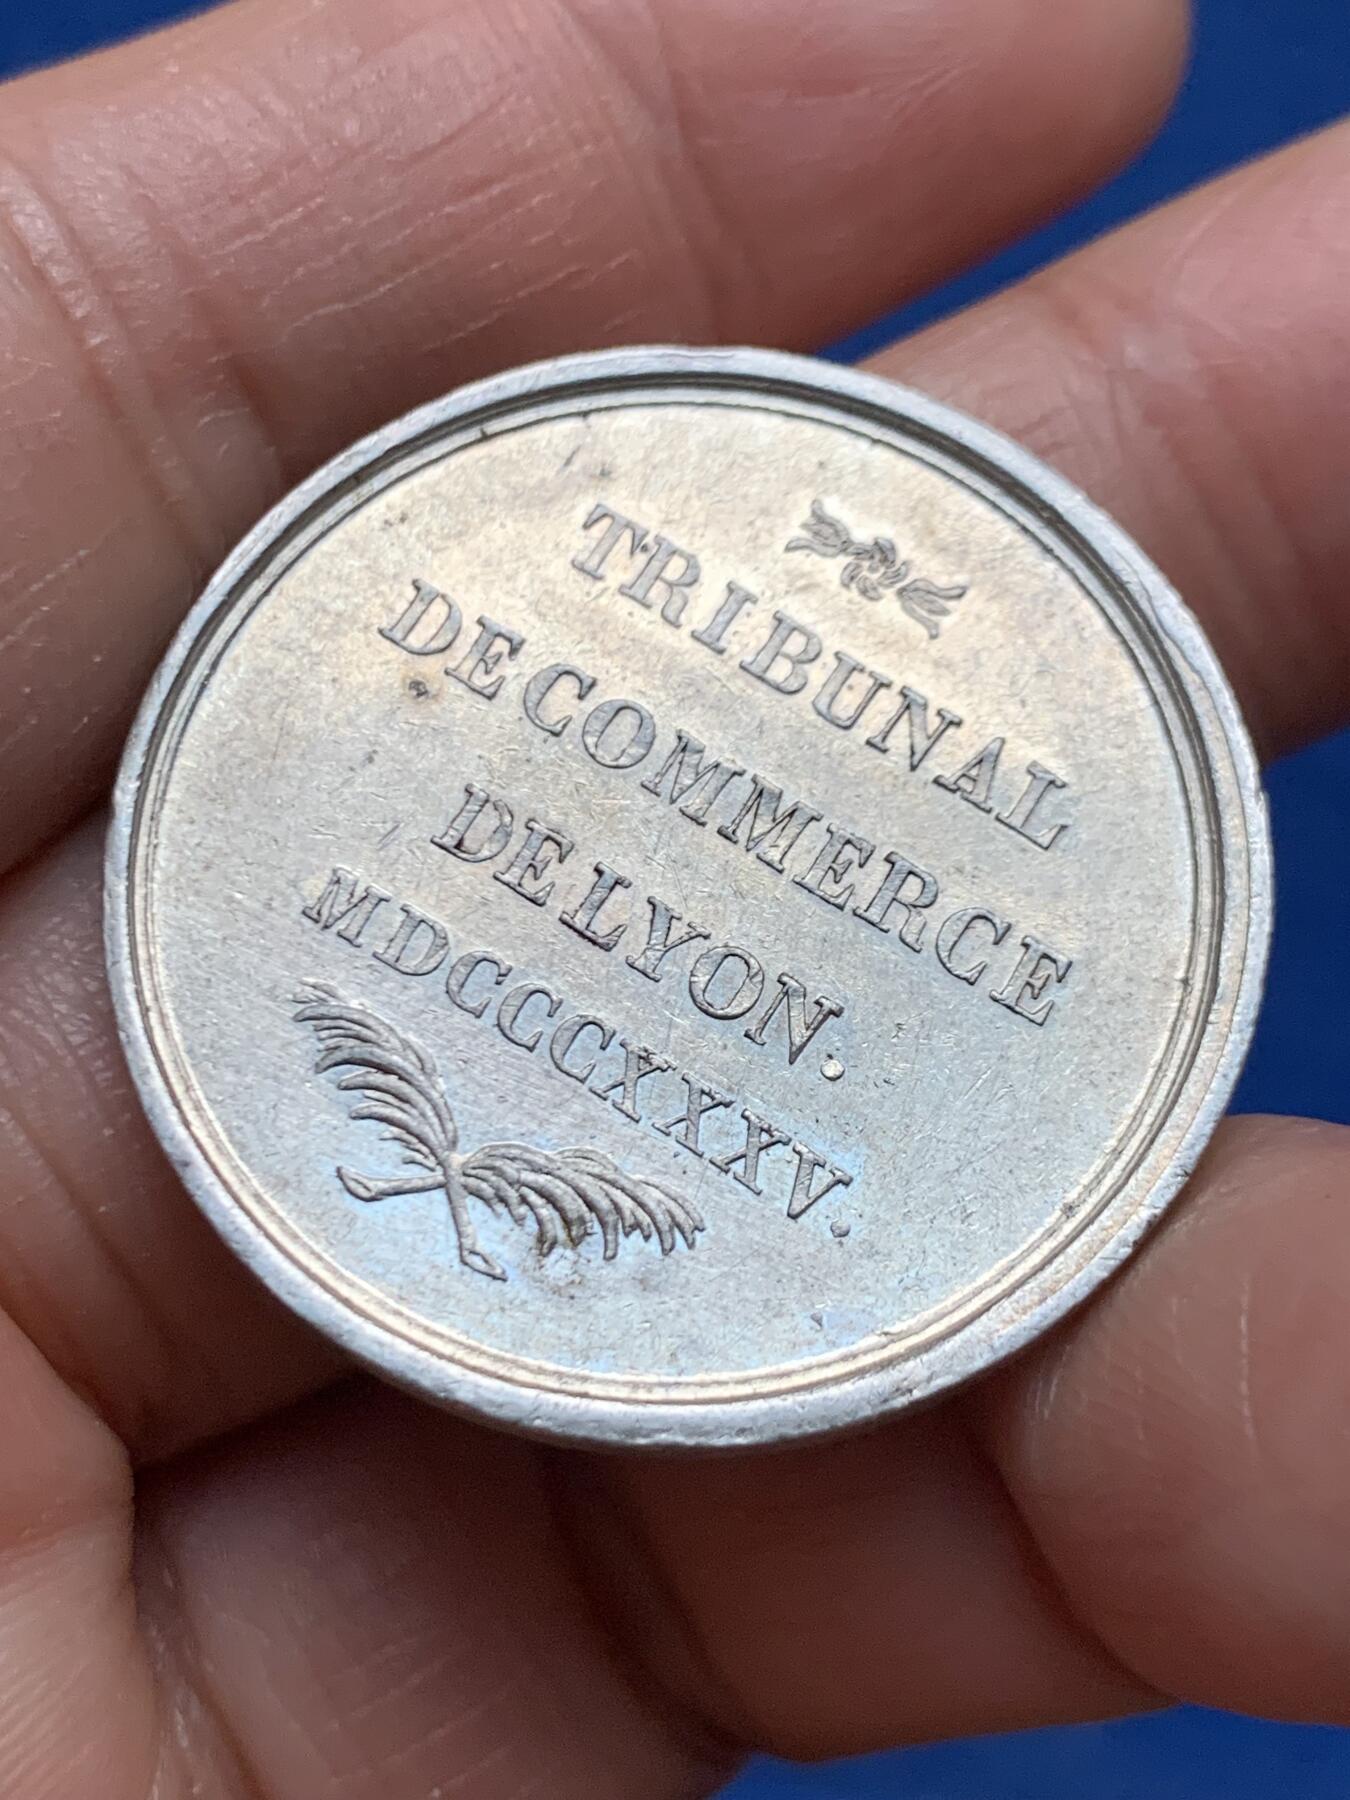 TRIBUNAL
DE COMMERCE
DE LYON.
MDCCCXXXV.